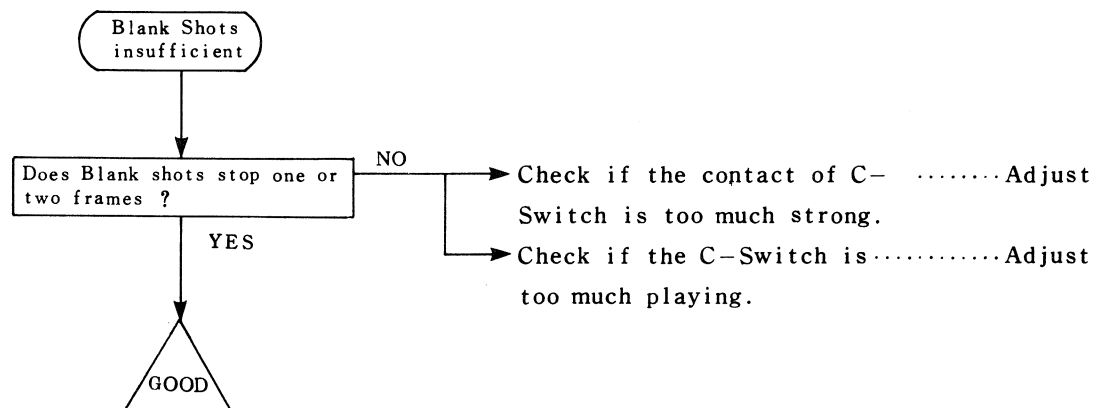 Blank Shots
insufficient
Does Blank shots stop one or
two frames ?
NO
Check if the contact of C– ········ Adjust
Switch is too much strong.
Check if the C–Switch is ············ Adjust
too much playing.
YES
GOOD